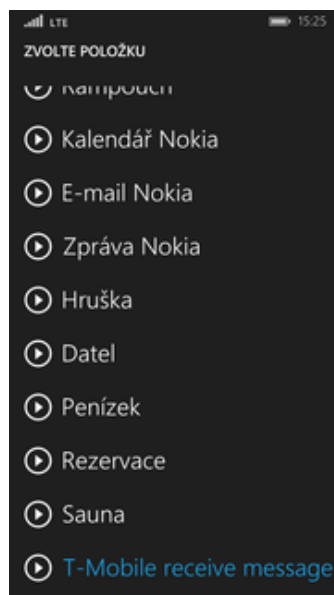 LTE 15:25
ZVOLTE POLOŽKU
Rampouch
Kalendář Nokia
E-mail Nokia
Zpráva Nokia
Hruška
Datel
Penízek
Rezervace
Sauna
T-Mobile receive message